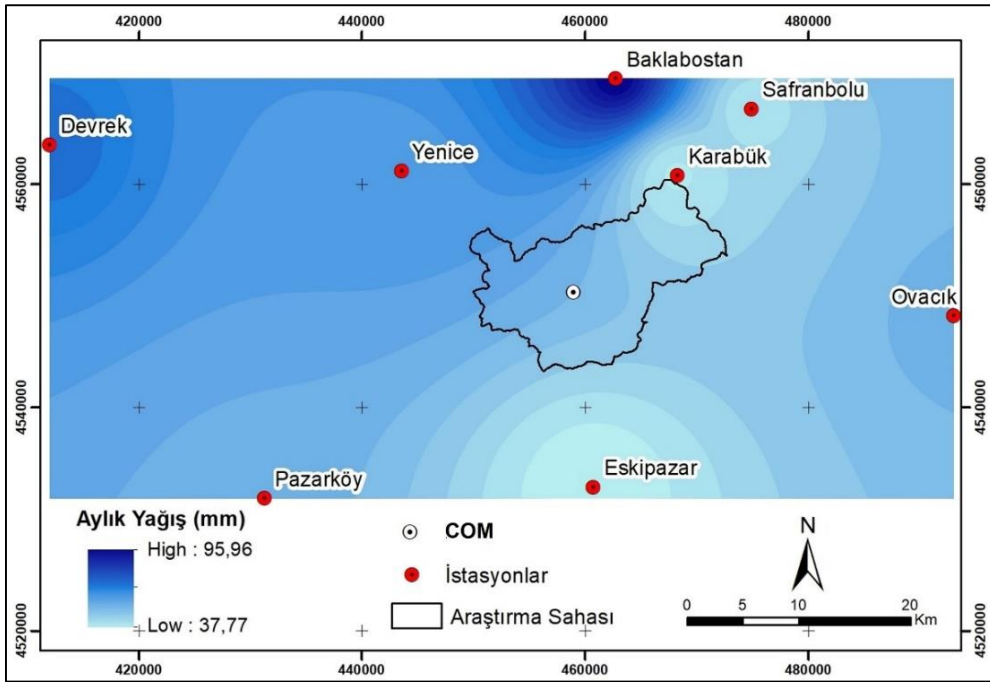 420000
440000
460000
480000
Baklabostan
Safranbolu
Devrek
Yenice
Karabük
4560000
4560000
Ovacık
4540000
4540000
Eskipazar
Pazarköy
Aylık Yağış (mm)
High : 95,96
Low : 37,77
COM
İstasyonlar
Araştırma Sahası
N
0 5 10 20
Km
4520000
4520000
420000
440000
460000
480000